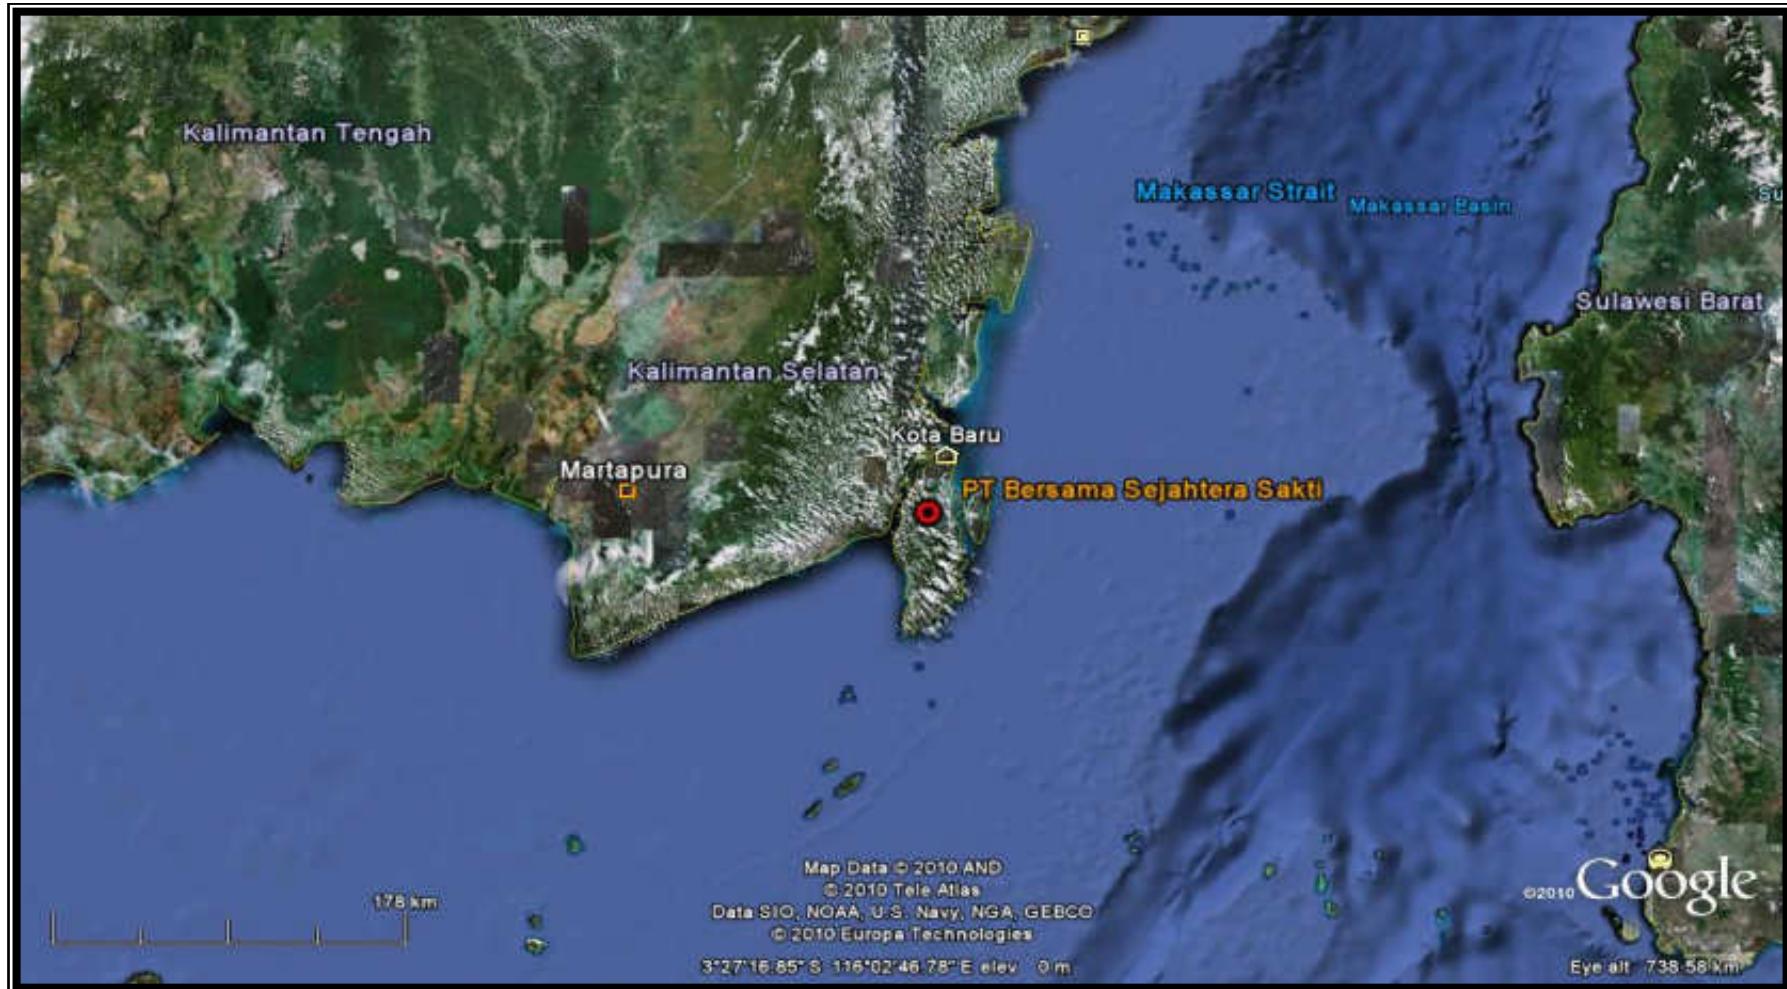 Kalimantan Tengah
Makassar Strait
Makassar Basin
Su
Sulawesi Barat
Kalimantan Selatan
Kota Baru
Martapura
PT Bersama Sejahtera Sakti
178 km
Map Data © 2010 AND
© 2010 Tele Atlas
Data SIO, NOAA, U.S. Navy, NGA, GEBCO
© 2010 Europa Technologies
©2010 Google
3°27'16.85" S 116°02'46.78" E elev 0 m
Eye alt 738.58 km